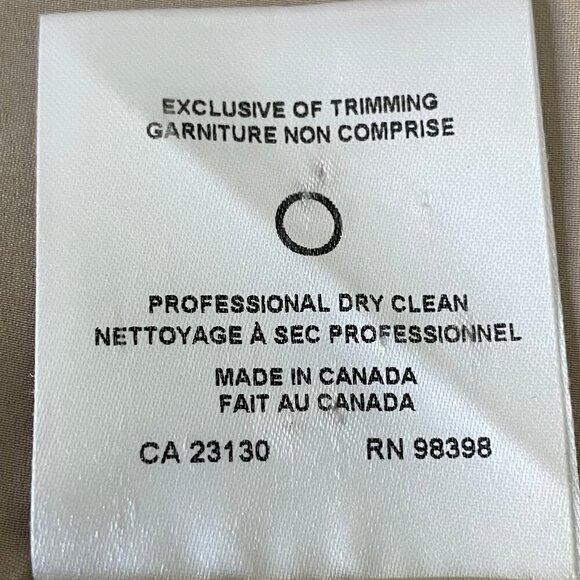 EXCLUSIVE OF TRIMMING
GARNITURE NON COMPRISE
PROFESSIONAL DRY CLEAN
NETTOYAGE À SEC PROFESSIONNEL
MADE IN CANADA
FAIT AU CANADA
CA 23130 RN 98398